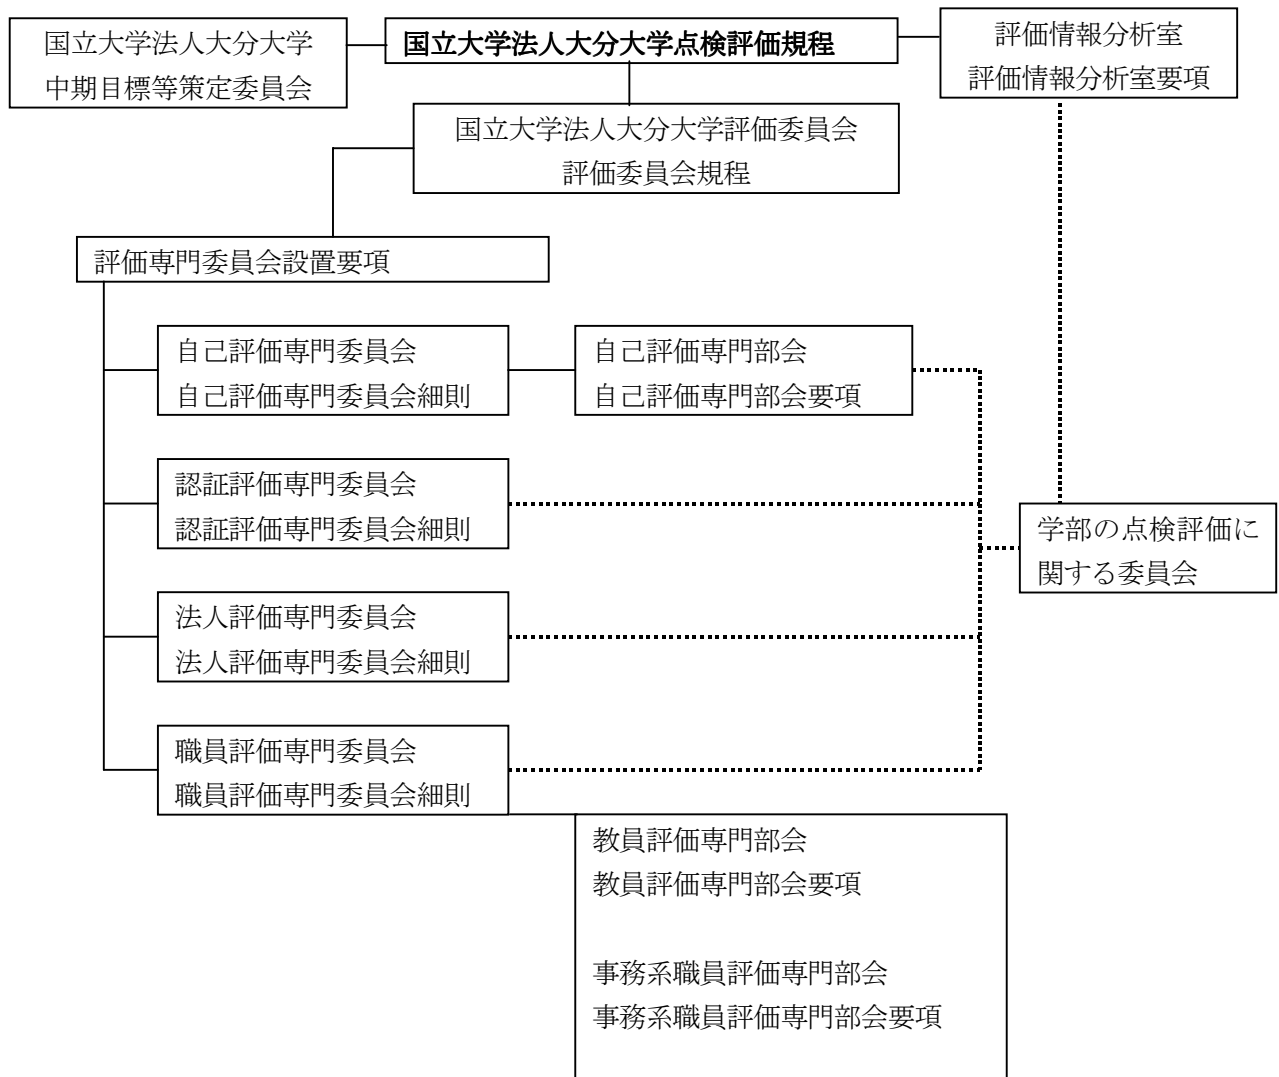 国立大学法人大分大学
中期目標等策定委員会
国立大学法人大分大学点検評価規程
評価情報分析室
評価情報分析室要項
国立大学法人大分大学評価委員会
評価委員会規程
評価専門委員会設置要項
自己評価専門委員会
自己評価専門委員会細則
自己評価専門部会
自己評価専門部会要項
認証評価専門委員会
認証評価専門委員会細則
学部の点検評価に
関する委員会
法人評価専門委員会
法人評価専門委員会細則
職員評価専門委員会
職員評価専門委員会細則
教員評価専門部会
教員評価専門部会要項
事務系職員評価専門部会
事務系職員評価専門部会要項